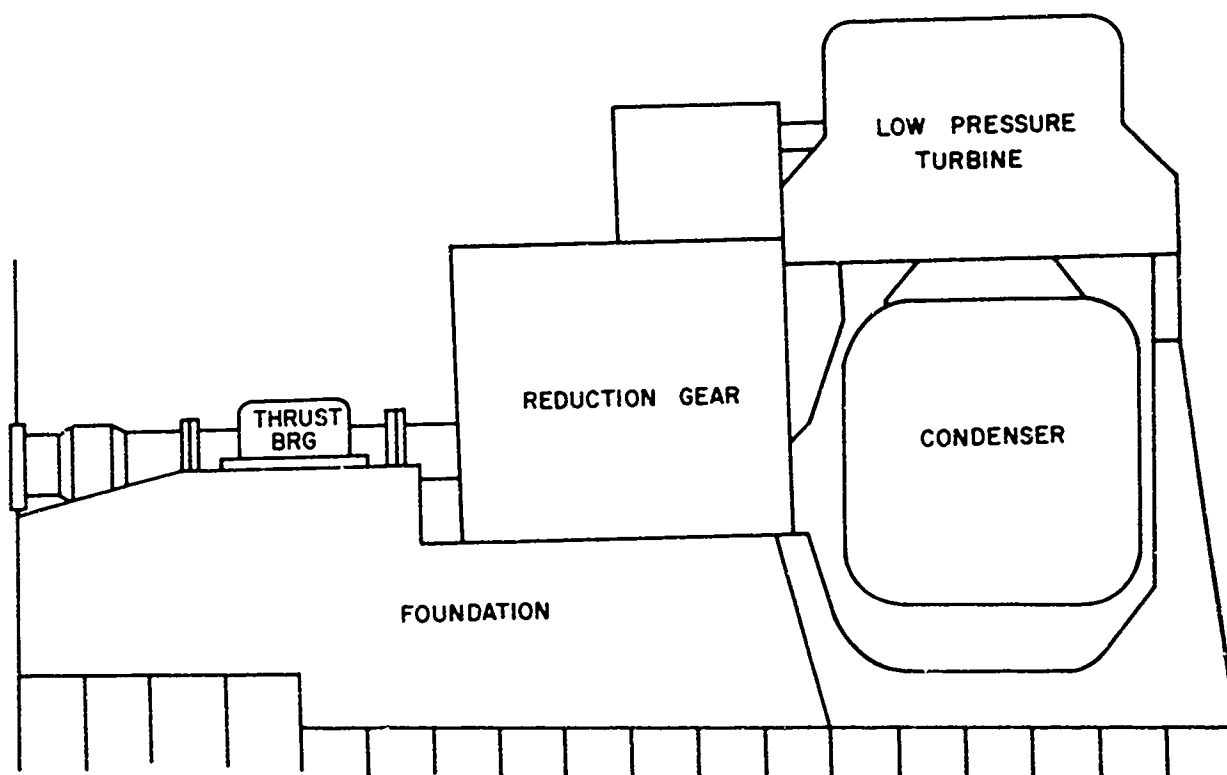 LOW PRESSURE
TURBINE
REDUCTION GEAR
THRUST
BRG
CONDENSER
FOUNDATION